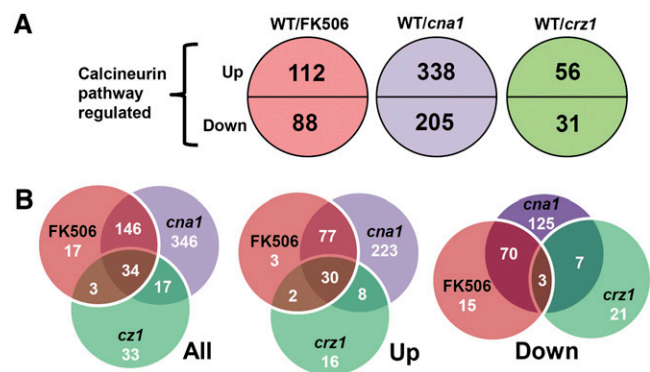 A
WT/FK506 WT/cna1 WT/crz1
Calcineurin
pathway
regulated
Up 112 338 56
Down 88 205 31
B
FK506
17
146
cna1
346
34
3
17
cz1
33
All
FK506
3
77
cna1
223
30
2
8
crz1
16
Up
cna1
125
70
7
3
FK506
15
crz1
21
Down